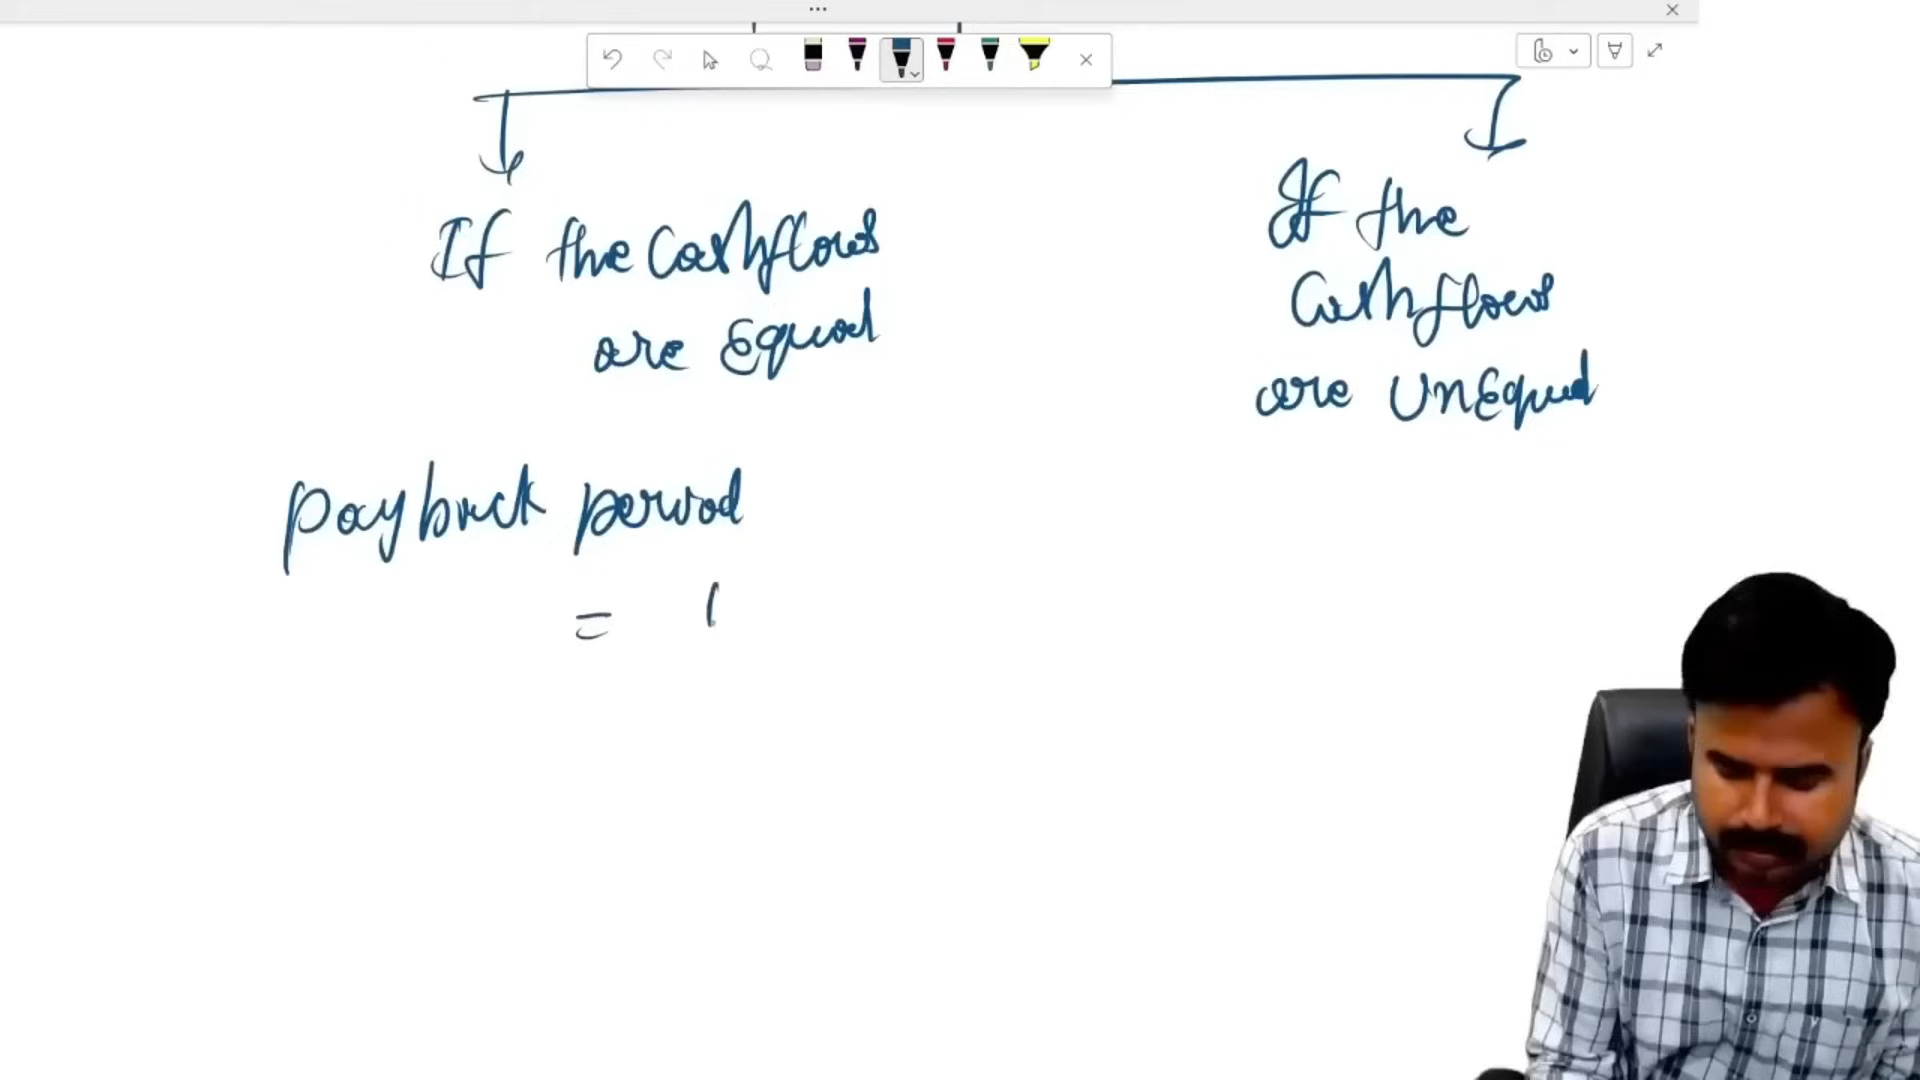 If the Cashflows
are Equal
If the
Cashflows
are UnEqual
payback period
=